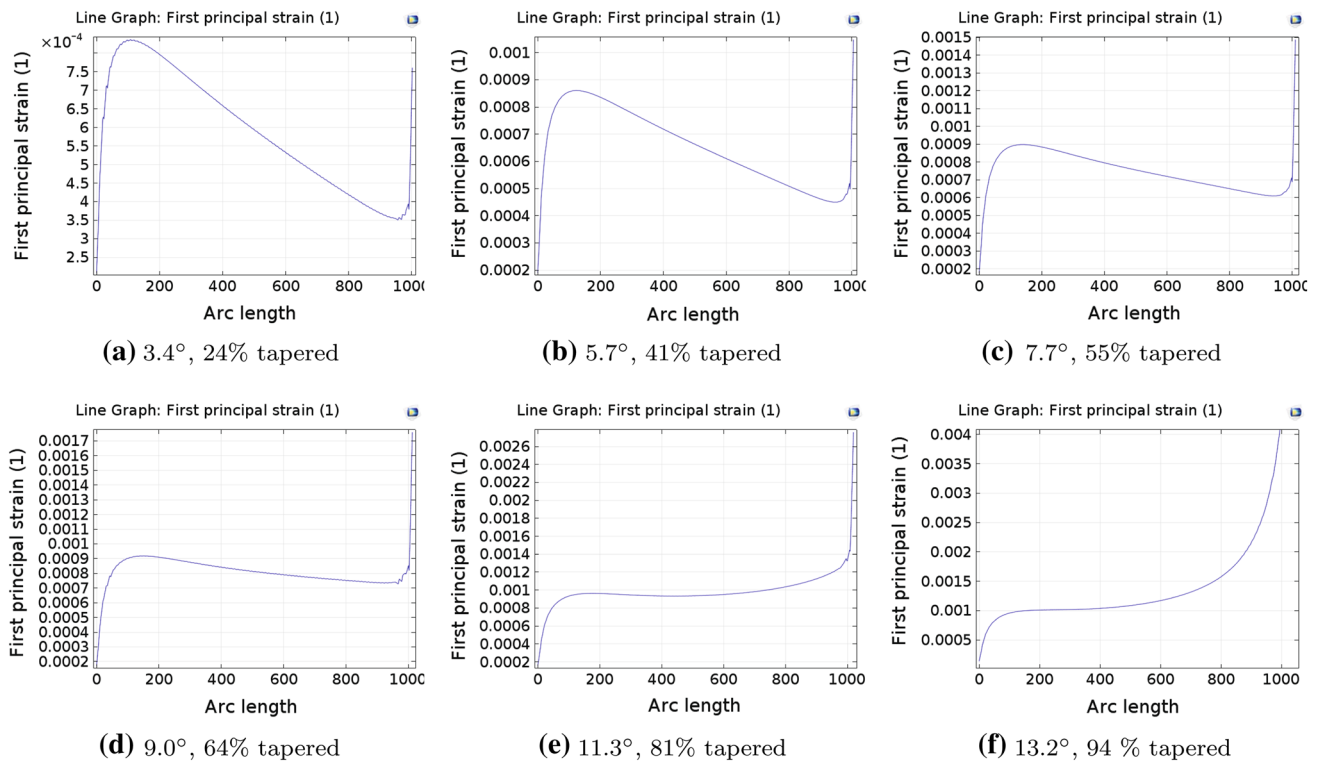 Line Graph: First principal strain (1)
Line Graph: First principal strain (1)
Line Graph: First principal strain (1)
×10⁻⁴
7.5
7
6.5
6
5.5
5
4.5
4
3.5
3
2.5
First principal strain (1)
0 200 400 600 800 1000
Arc length
0.001
0.0009
0.0008
0.0007
0.0006
0.0005
0.0004
0.0003
0.0002
First principal strain (1)
0 200 400 600 800 1000
Arc length
0.0015
0.0014
0.0013
0.0012
0.0011
0.001
0.0009
0.0008
0.0007
0.0006
0.0005
0.0004
0.0003
0.0002
First principal strain (1)
0 200 400 600 800 1000
Arc length
(a) 3.4°, 24% tapered
(b) 5.7°, 41% tapered
(c) 7.7°, 55% tapered
Line Graph: First principal strain (1)
Line Graph: First principal strain (1)
Line Graph: First principal strain (1)
0.0017
0.0016
0.0015
0.0014
0.0013
0.0012
0.0011
0.001
0.0009
0.0008
0.0007
0.0006
0.0005
0.0004
0.0003
0.0002
First principal strain (1)
0 200 400 600 800 1000
Arc length
0.0026
0.0024
0.0022
0.002
0.0018
0.0016
0.0014
0.0012
0.001
0.0008
0.0006
0.0004
0.0002
First principal strain (1)
0 200 400 600 800 1000
Arc length
0.004
0.0035
0.003
0.0025
0.002
0.0015
0.001
0.0005
First principal strain (1)
0 200 400 600 800 1000
Arc length
(d) 9.0°, 64% tapered
(e) 11.3°, 81% tapered
(f) 13.2°, 94 % tapered